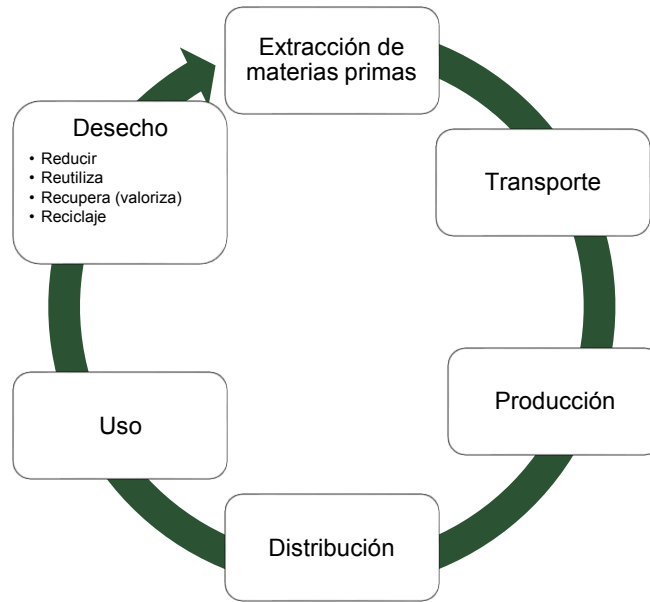 Extracción de
materias primas
Transporte
Producción
Distribución
Uso
Desecho
• Reducir
• Reutiliza
• Recupera (valoriza)
• Reciclaje